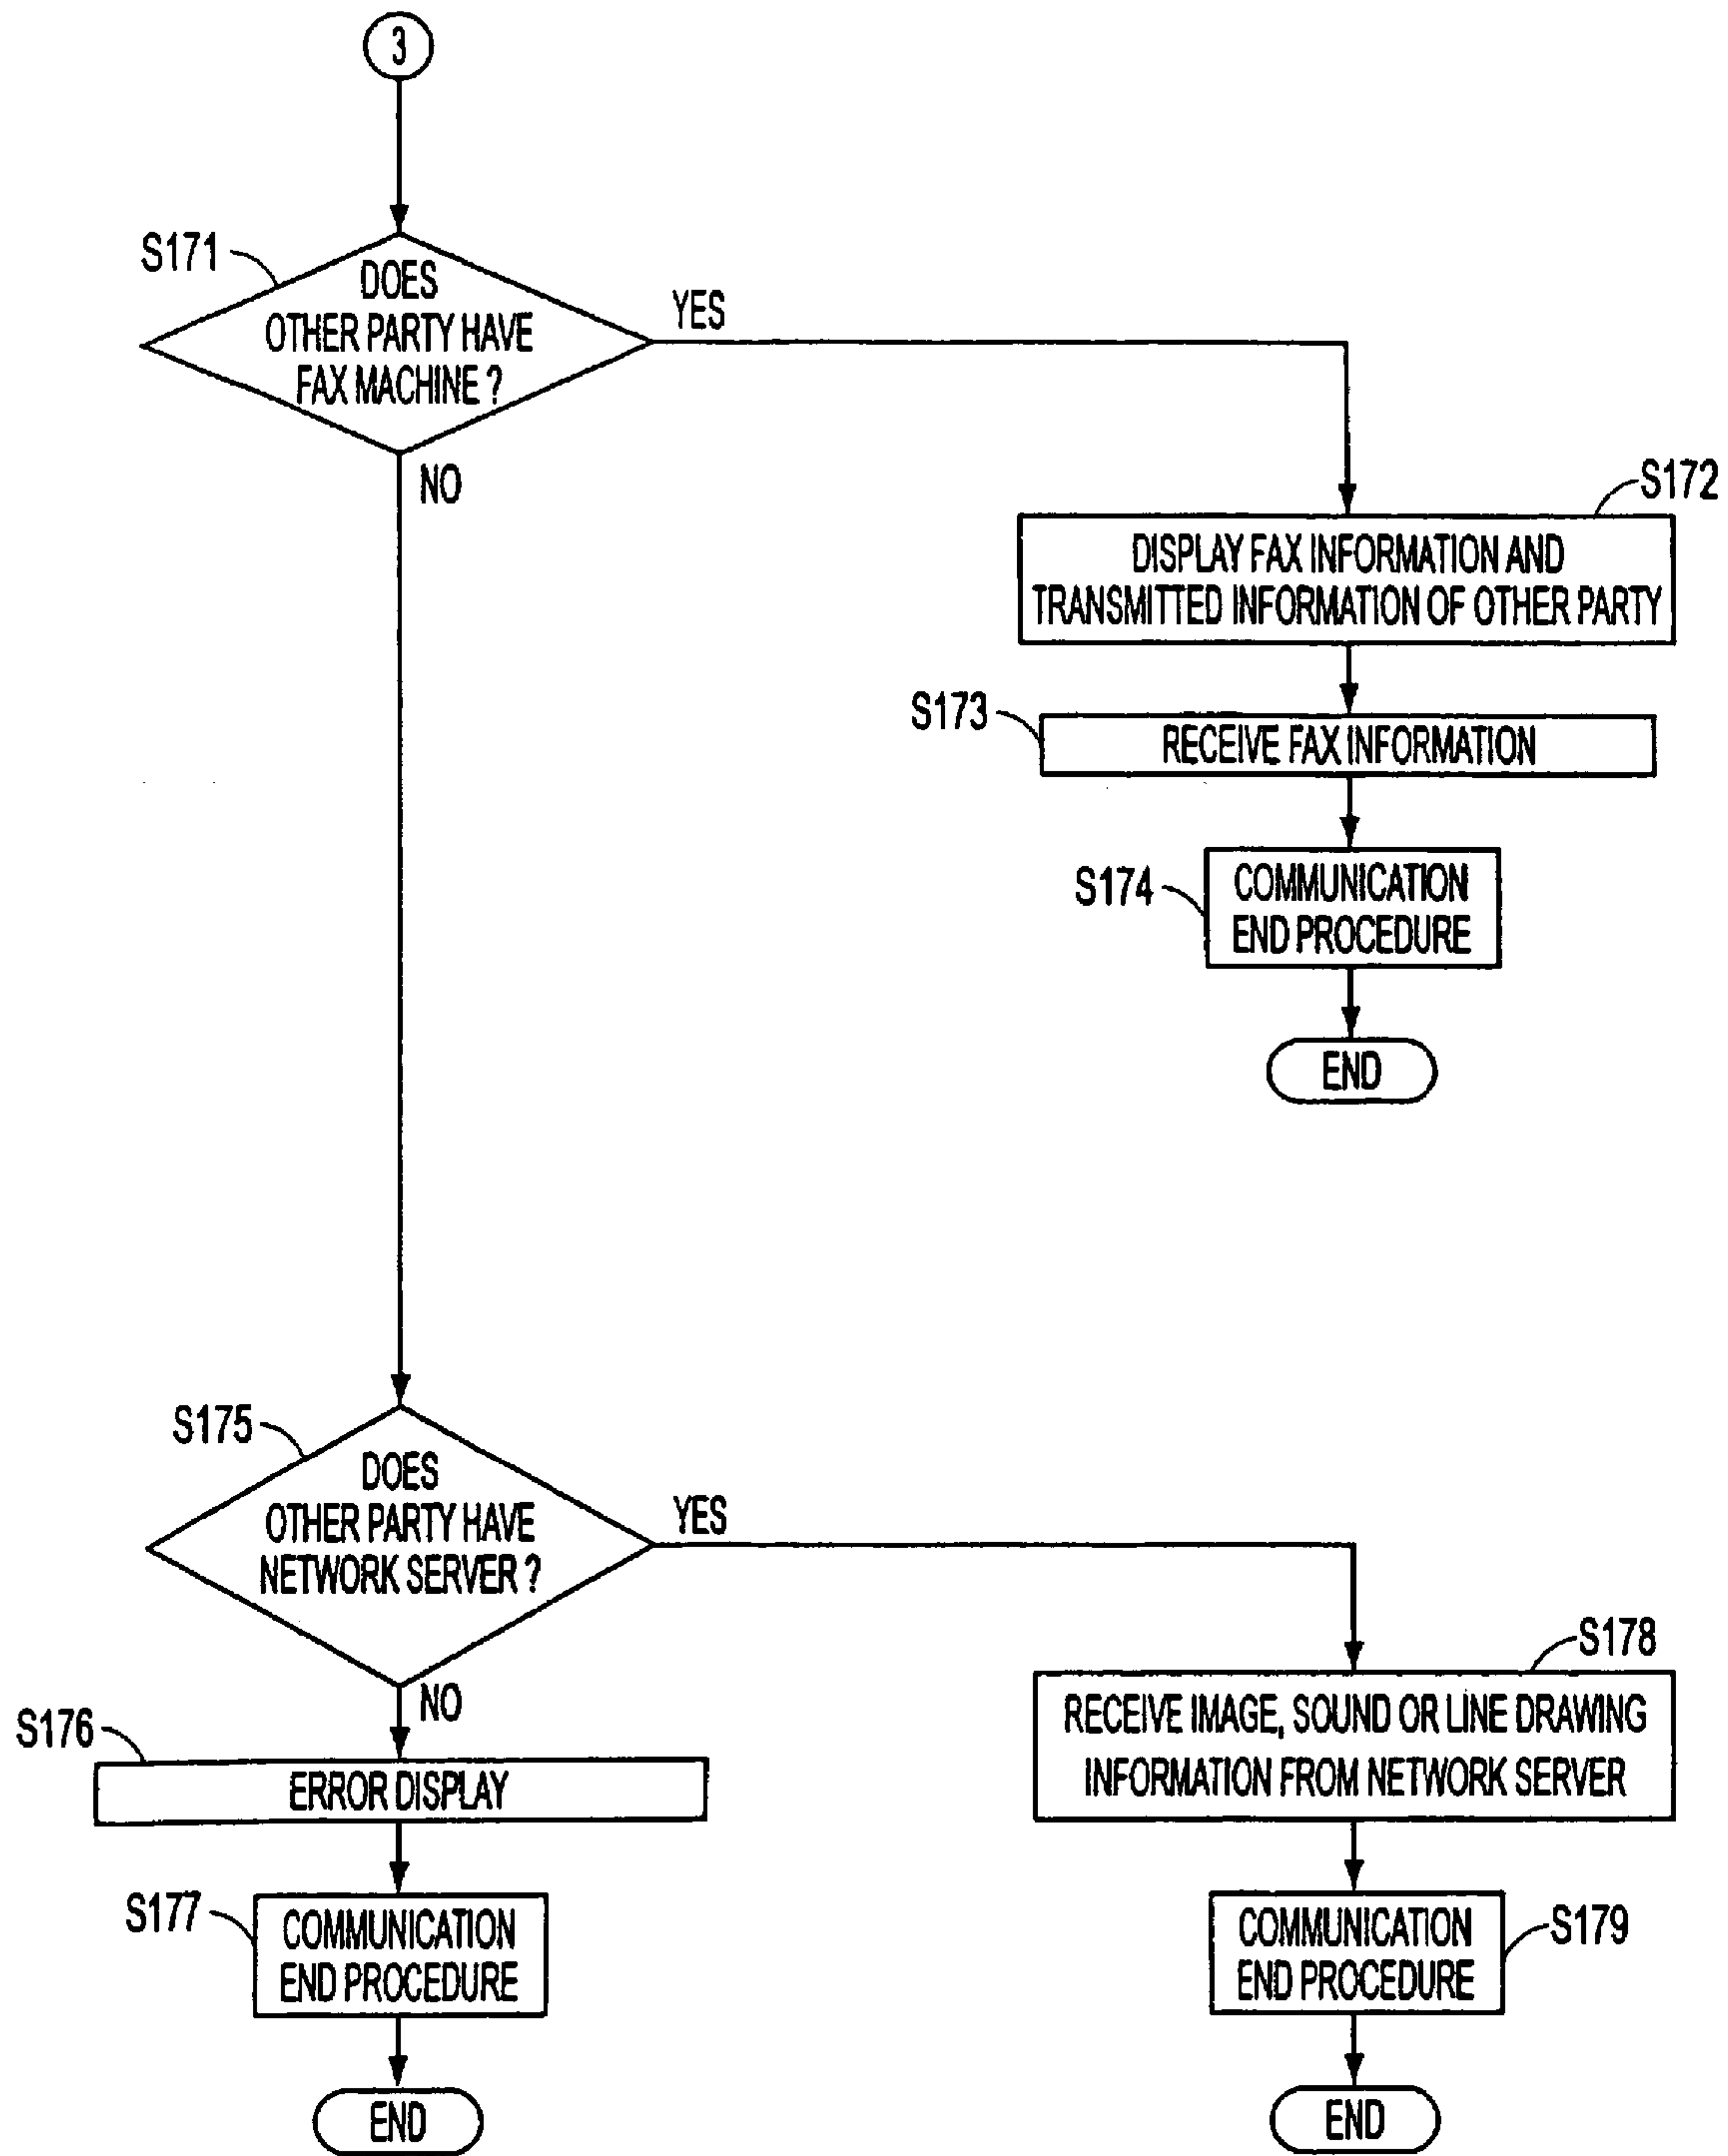 3
S171
DOES
OTHER PARTY HAVE
FAX MACHINE ?
YES
NO
S172
DISPLAY FAX INFORMATION AND
TRANSMITTED INFORMATION OF OTHER PARTY
S173
RECEIVE FAX INFORMATION
S174
COMMUNICATION
END PROCEDURE
END
S175
DOES
OTHER PARTY HAVE
NETWORK SERVER ?
YES
NO
S176
ERROR DISPLAY
S177
COMMUNICATION
END PROCEDURE
END
S178
RECEIVE IMAGE, SOUND OR LINE DRAWING
INFORMATION FROM NETWORK SERVER
S179
COMMUNICATION
END PROCEDURE
END